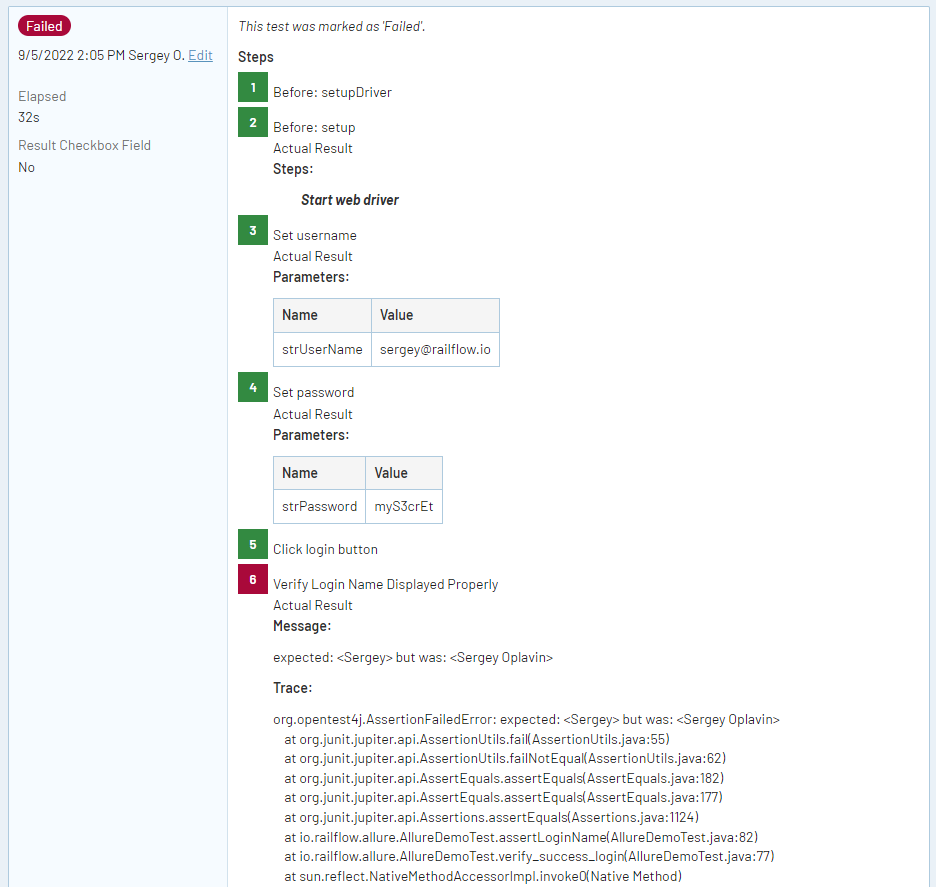 Failed
9/5/2022 2:05 PM Sergey O. Edit
Elapsed
32s
Result Checkbox Field
No
This test was marked as 'Failed'.
Steps
1 Before: setupDriver
2 Before: setup
Actual Result
Steps:
Start web driver
3 Set username
Actual Result
Parameters:
Name Value
strUserName sergey@railflow.io
4 Set password
Actual Result
Parameters:
Name Value
strPassword myS3crEt
5 Click login button
6 Verify Login Name Displayed Properly
Actual Result
Message:
expected: <Sergey> but was: <Sergey Oplavin>
Trace:
org.opentest4j.AssertionFailedError: expected: <Sergey> but was: <Sergey Oplavin>
at org.junit.jupiter.api.AssertionUtils.fail(AssertionUtils.java:55)
at org.junit.jupiter.api.AssertionUtils.failNotEqual(AssertionUtils.java:62)
at org.junit.jupiter.api.AssertEquals.assertEquals(AssertEquals.java:182)
at org.junit.jupiter.api.AssertEquals.assertEquals(AssertEquals.java:177)
at org.junit.jupiter.api.Assertions.assertEquals(Assertions.java:1124)
at io.railflow.allure.AllureDemoTest.assertLoginName(AllureDemoTest.java:82)
at io.railflow.allure.AllureDemoTest.verify_success_login(AllureDemoTest.java:77)
at sun.reflect.NativeMethodAccessorImpl.invoke0(Native Method)